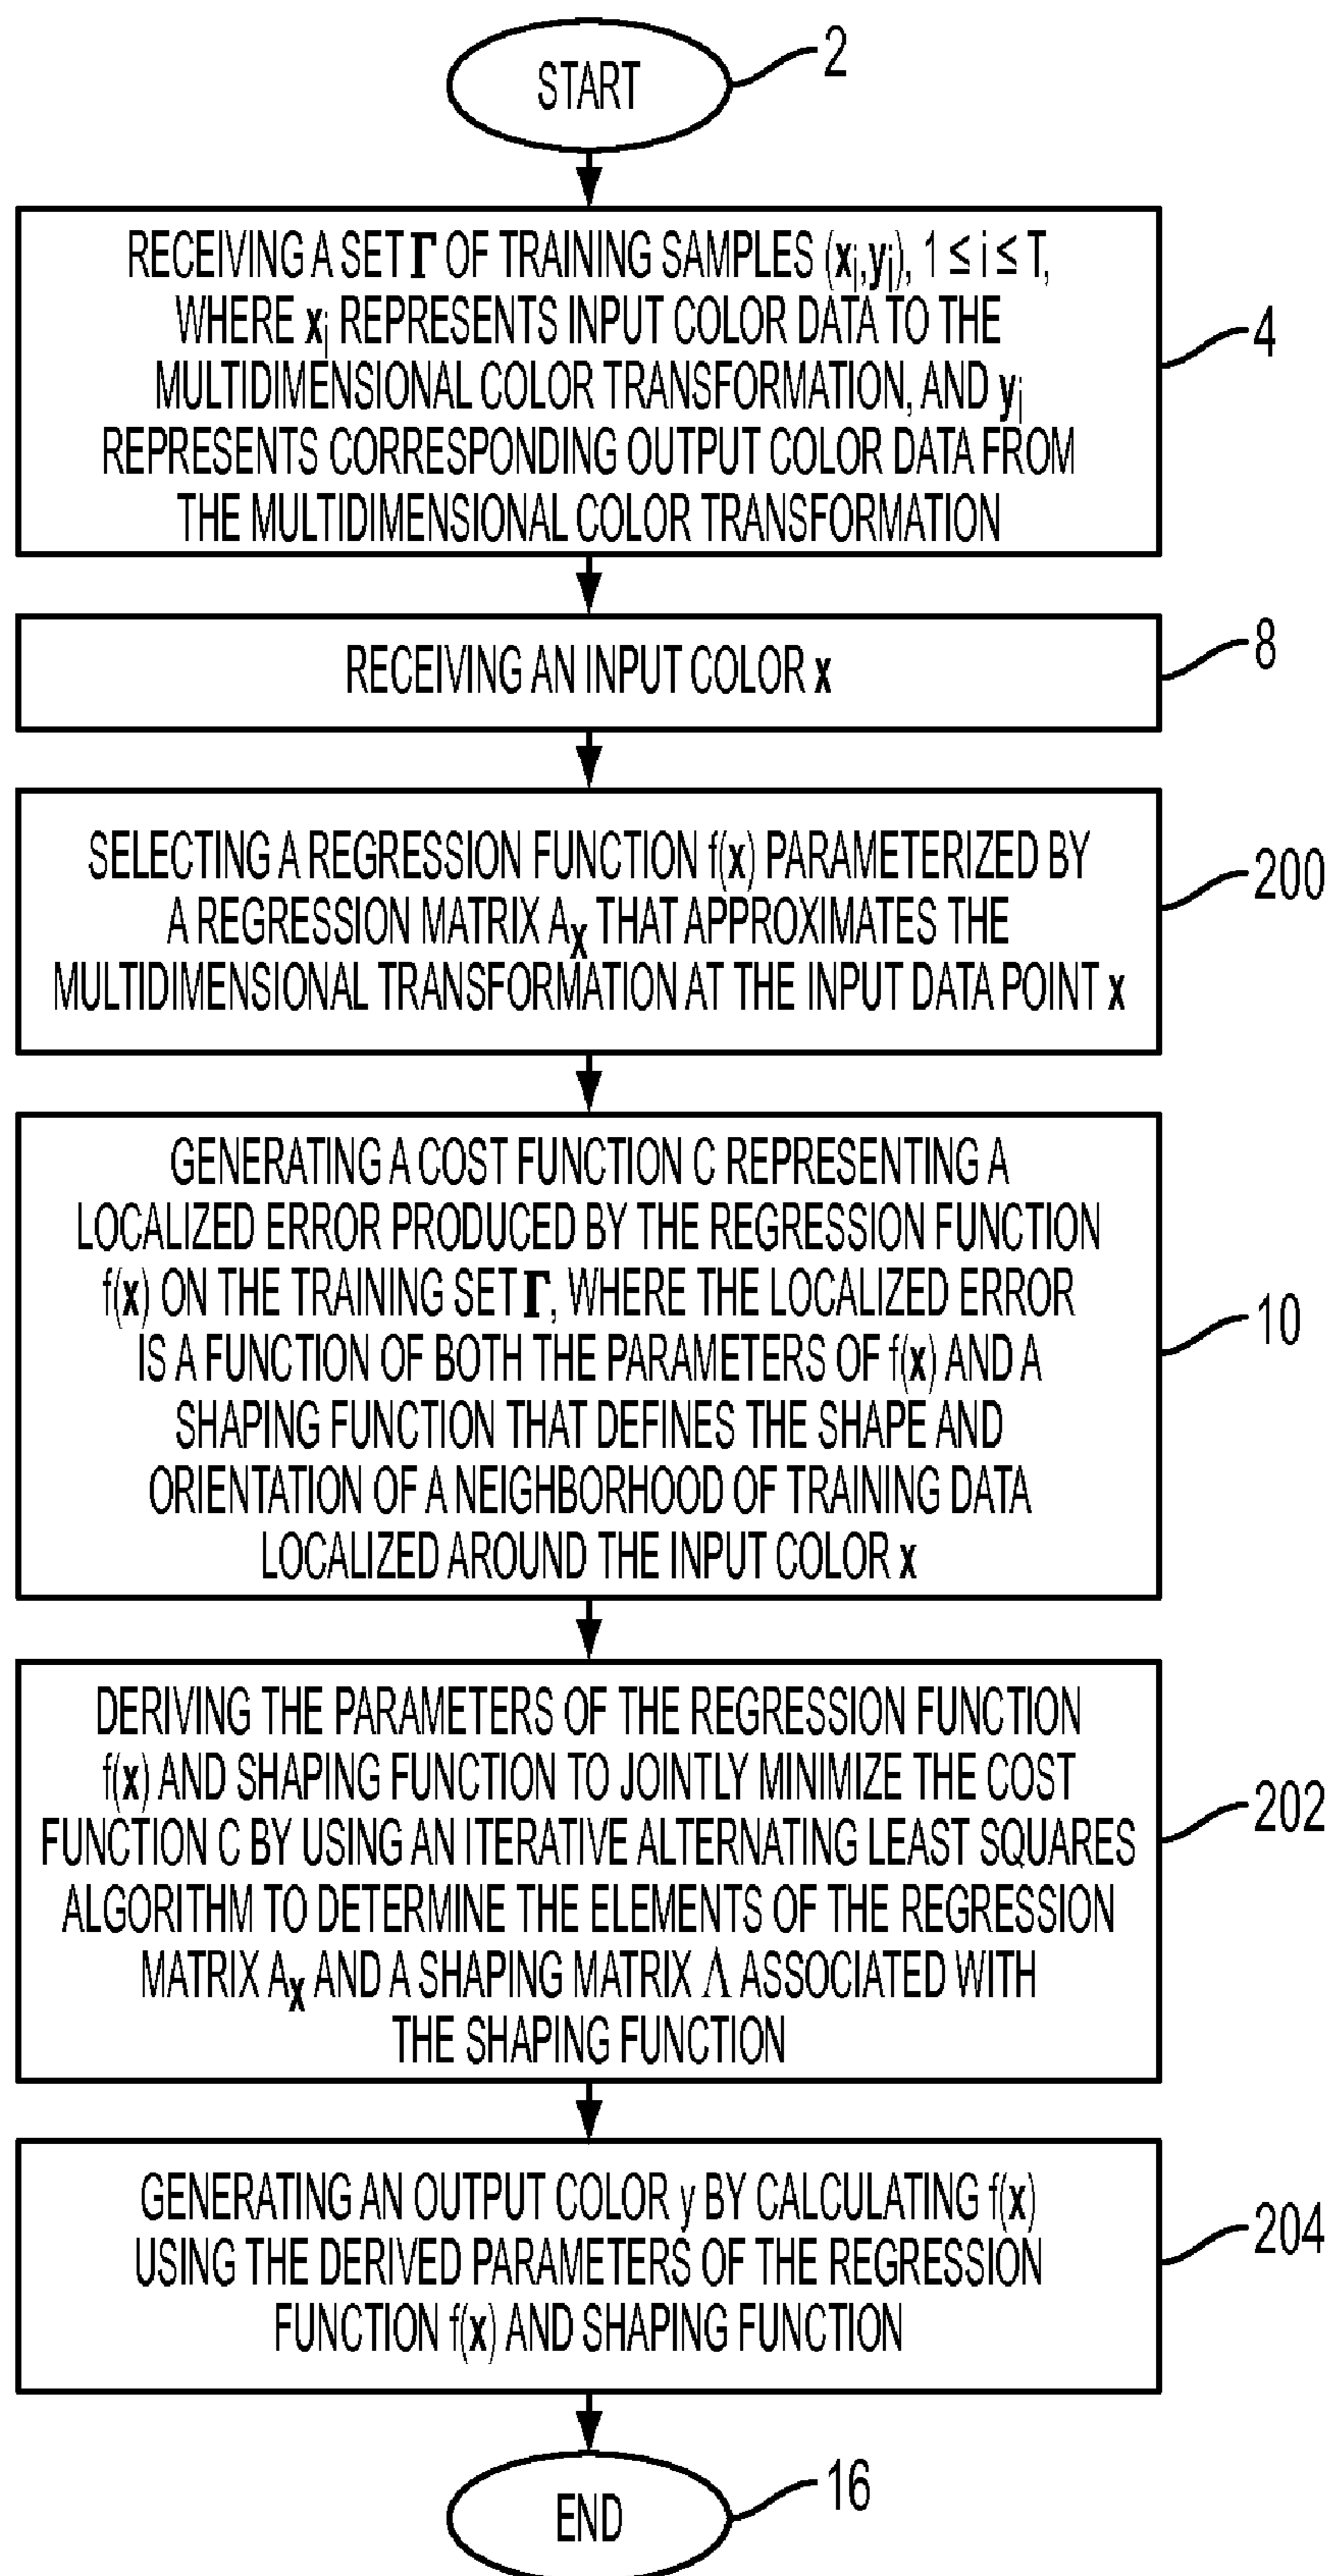 START
2
RECEIVING A SET Γ OF TRAINING SAMPLES (xi,yi), 1 ≤ i ≤ T,
WHERE xi REPRESENTS INPUT COLOR DATA TO THE
MULTIDIMENSIONAL COLOR TRANSFORMATION, AND yi
REPRESENTS CORRESPONDING OUTPUT COLOR DATA FROM
THE MULTIDIMENSIONAL COLOR TRANSFORMATION
4
RECEIVING AN INPUT COLOR x
8
SELECTING A REGRESSION FUNCTION f(x) PARAMETERIZED BY
A REGRESSION MATRIX Ax THAT APPROXIMATES THE
MULTIDIMENSIONAL TRANSFORMATION AT THE INPUT DATA POINT x
200
GENERATING A COST FUNCTION C REPRESENTING A
LOCALIZED ERROR PRODUCED BY THE REGRESSION FUNCTION
f(x) ON THE TRAINING SET Γ, WHERE THE LOCALIZED ERROR
IS A FUNCTION OF BOTH THE PARAMETERS OF f(x) AND A
SHAPING FUNCTION THAT DEFINES THE SHAPE AND
ORIENTATION OF A NEIGHBORHOOD OF TRAINING DATA
LOCALIZED AROUND THE INPUT COLOR x
10
DERIVING THE PARAMETERS OF THE REGRESSION FUNCTION
f(x) AND SHAPING FUNCTION TO JOINTLY MINIMIZE THE COST
FUNCTION C BY USING AN ITERATIVE ALTERNATING LEAST SQUARES
ALGORITHM TO DETERMINE THE ELEMENTS OF THE REGRESSION
MATRIX Ax AND A SHAPING MATRIX Λ ASSOCIATED WITH
THE SHAPING FUNCTION
202
GENERATING AN OUTPUT COLOR y BY CALCULATING f(x)
USING THE DERIVED PARAMETERS OF THE REGRESSION
FUNCTION f(x) AND SHAPING FUNCTION
204
END
16